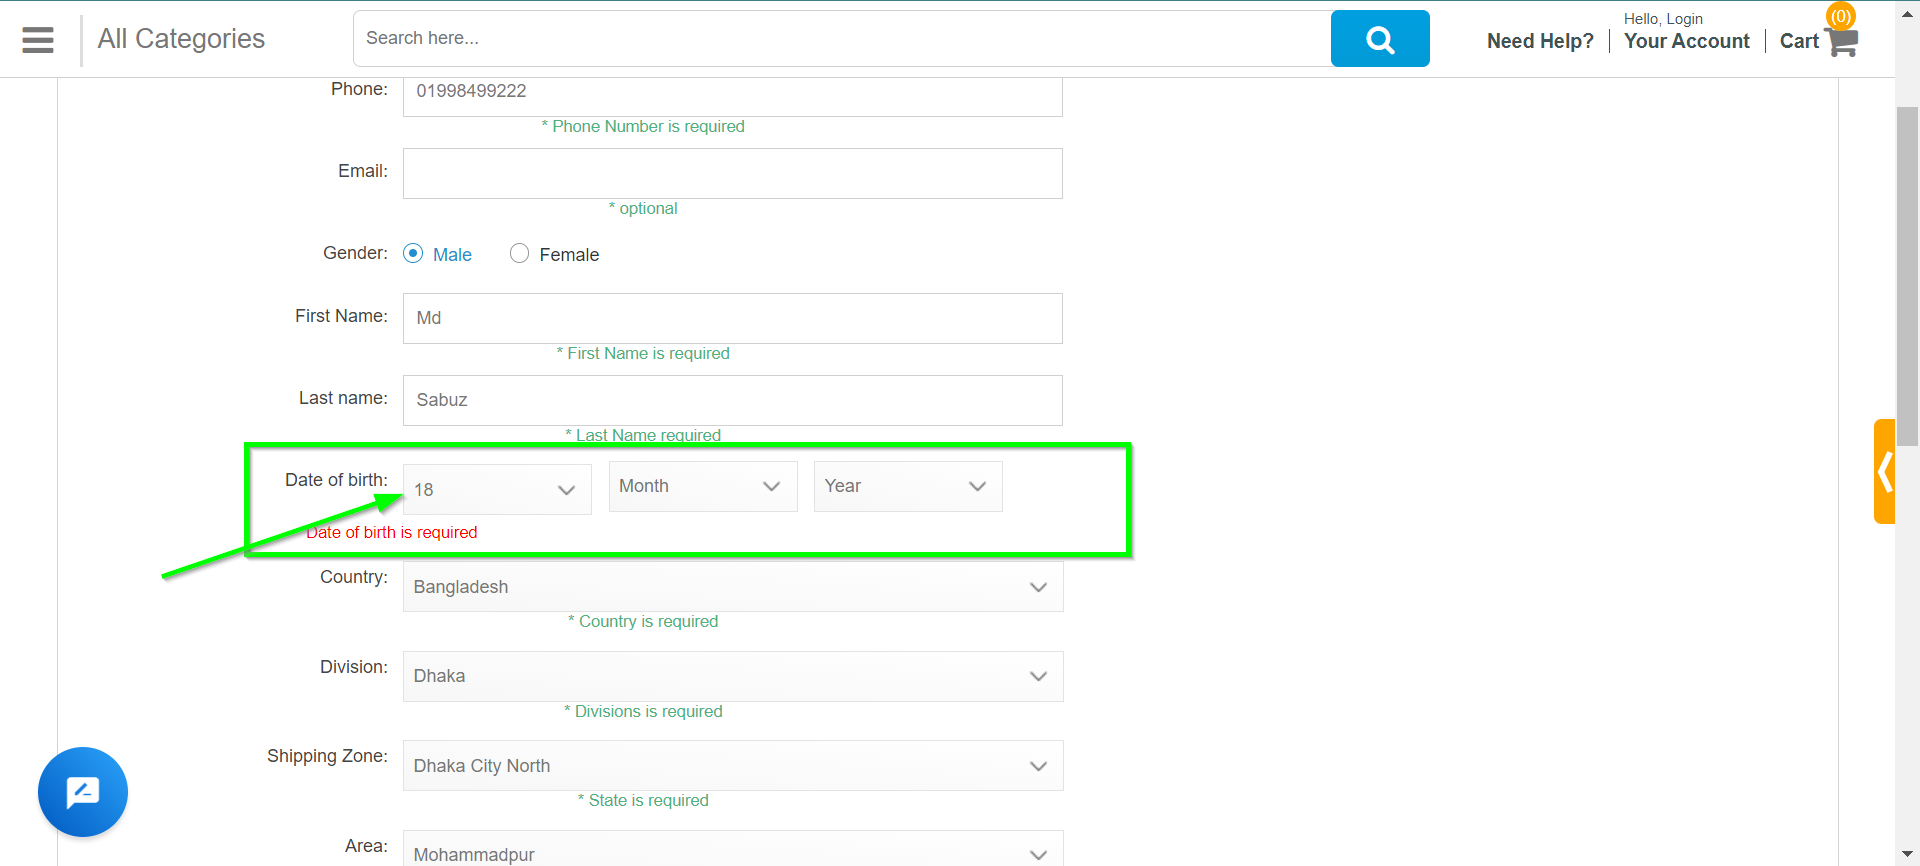 All Categories
Search here...
Need Help?
Hello, Login
Your Account
Cart
(0)
Phone:
01998499222
* Phone Number is required
Email:
* optional
Gender:
Male
Female
First Name:
Md
* First Name is required
Last name:
Sabuz
* Last Name required
Date of birth:
18
Month
Year
Date of birth is required
Country:
Bangladesh
* Country is required
Division:
Dhaka
* Divisions is required
Shipping Zone:
Dhaka City North
* State is required
Area:
Mohammadpur